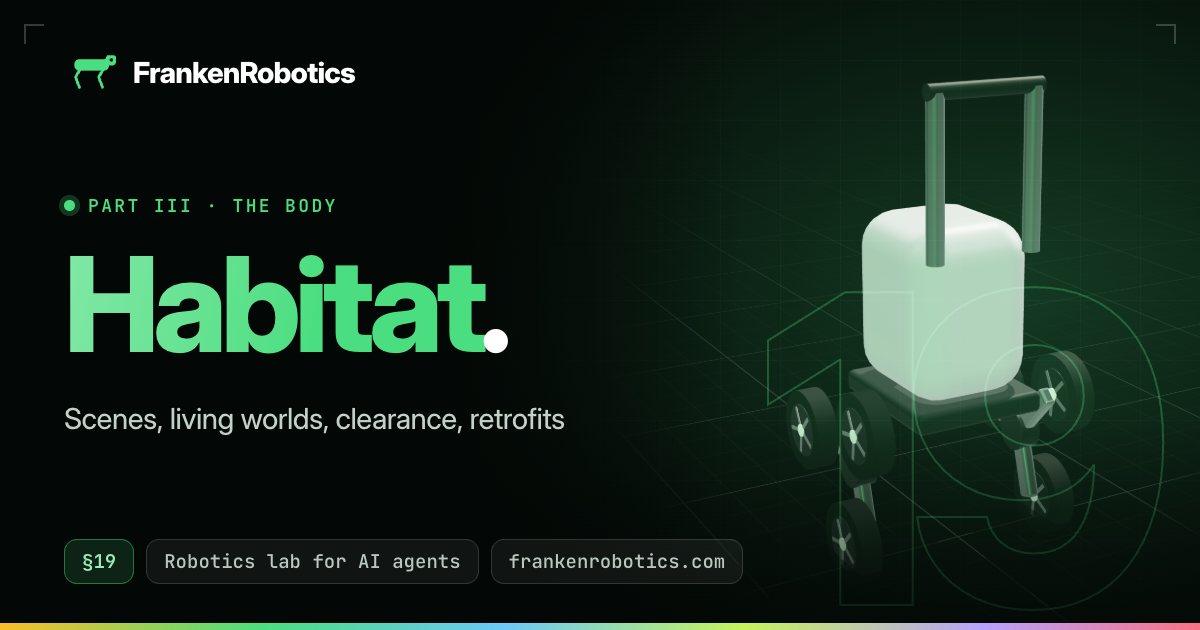 FrankenRobotics
PART III · THE BODY
Habitat.
Scenes, living worlds, clearance, retrofits
19
§19
Robotics lab for AI agents
frankenrobotics.com